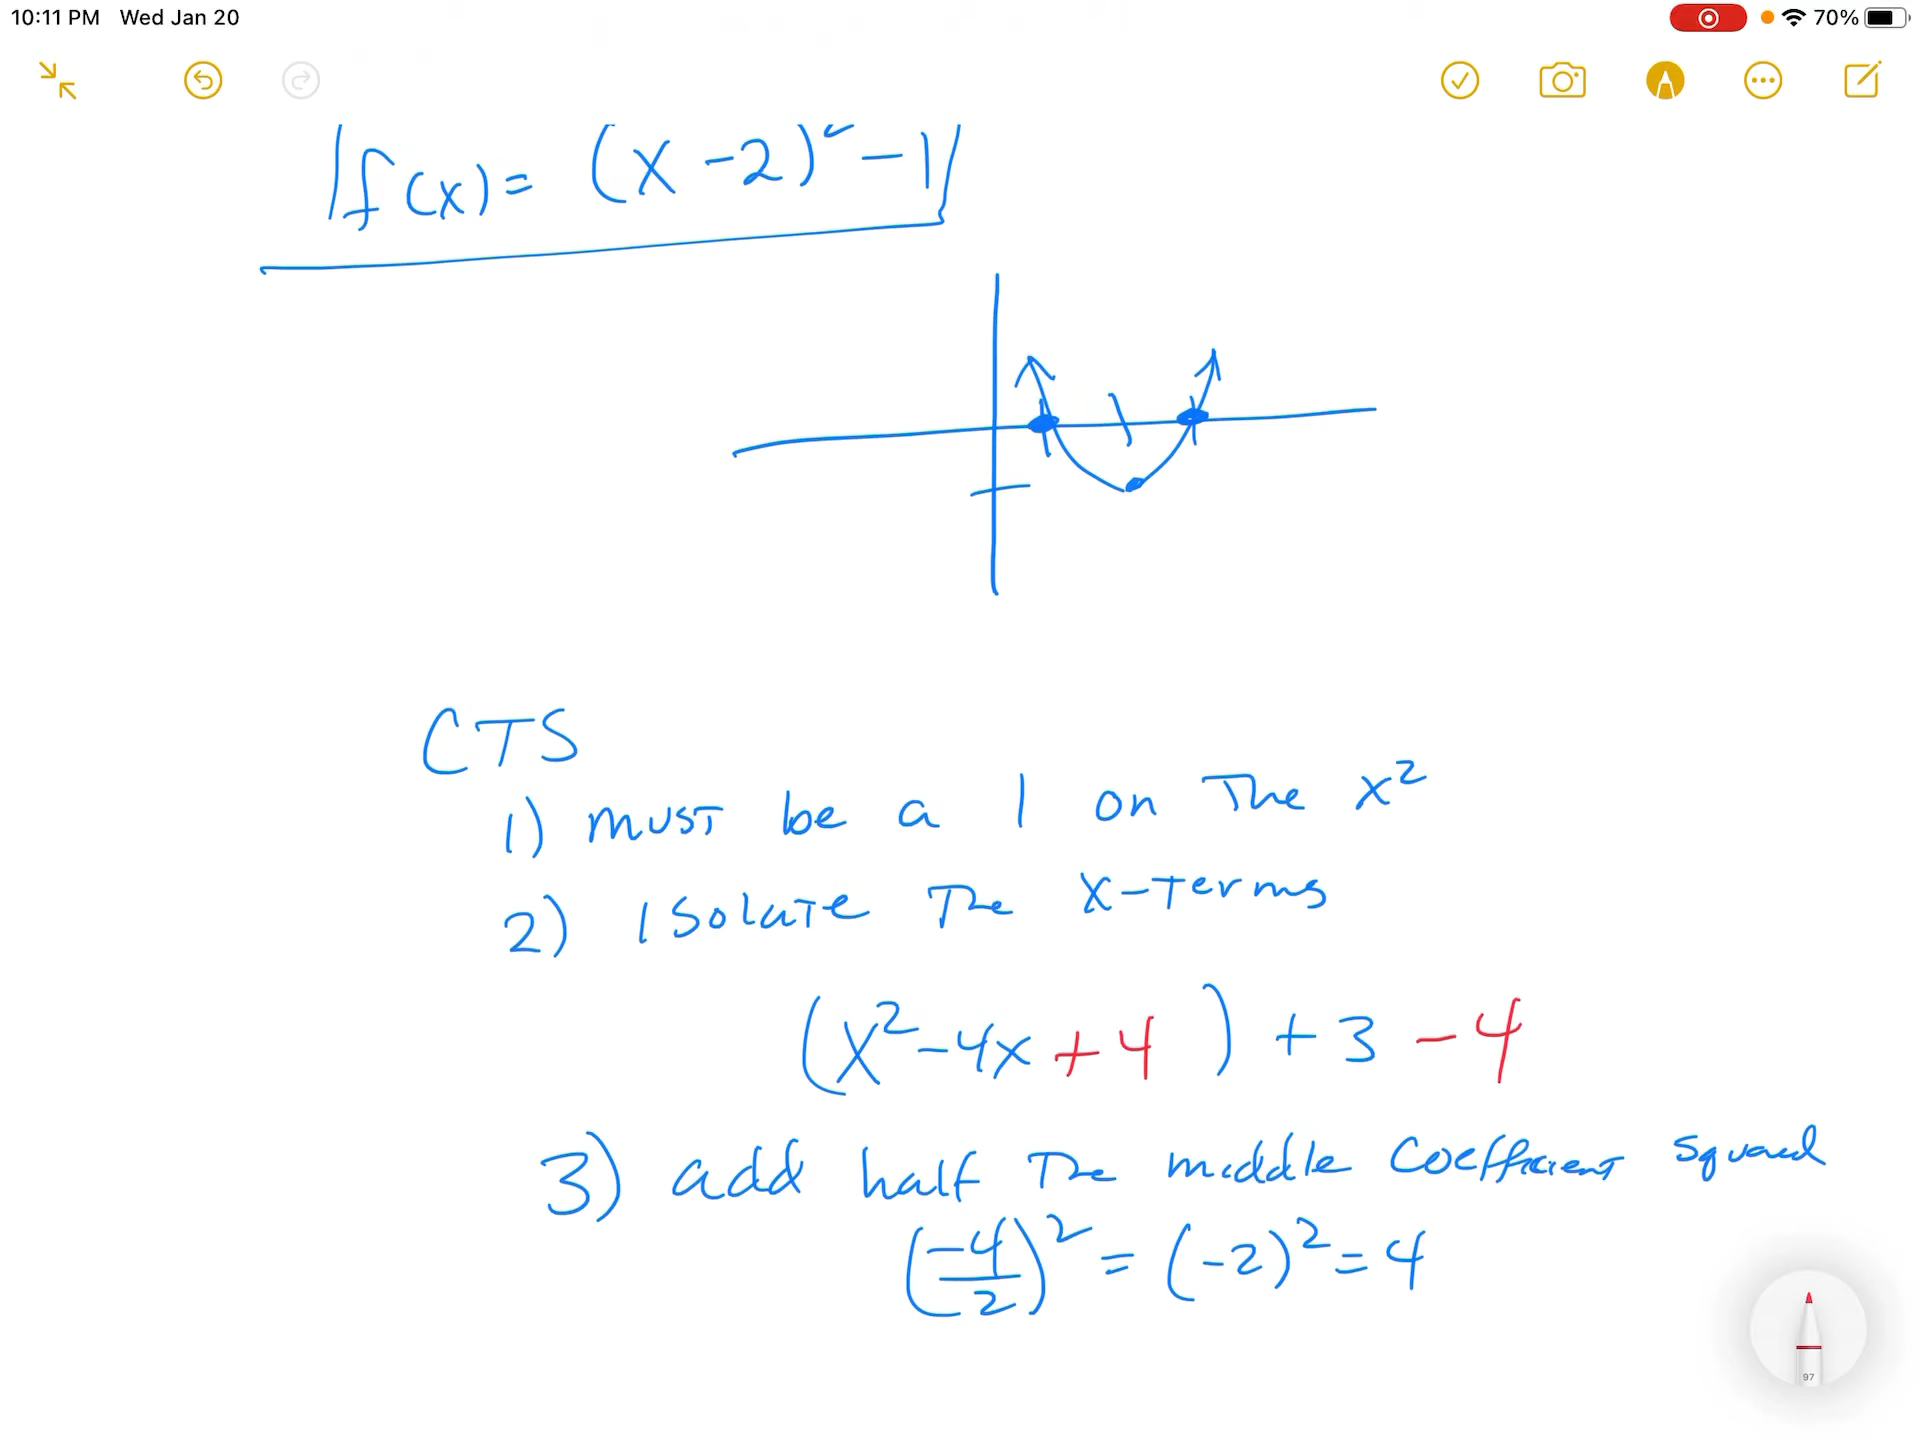 10:11 PM Wed Jan 20 70%
f(x) = (x - 2)² - 1
CTS
1) must be a 1 on The x²
2) Isolate The x-terms
(x² - 4x + 4 ) + 3 - 4
3) add half The middle Coefficient squared
(-4/2)² = (-2)² = 4
97